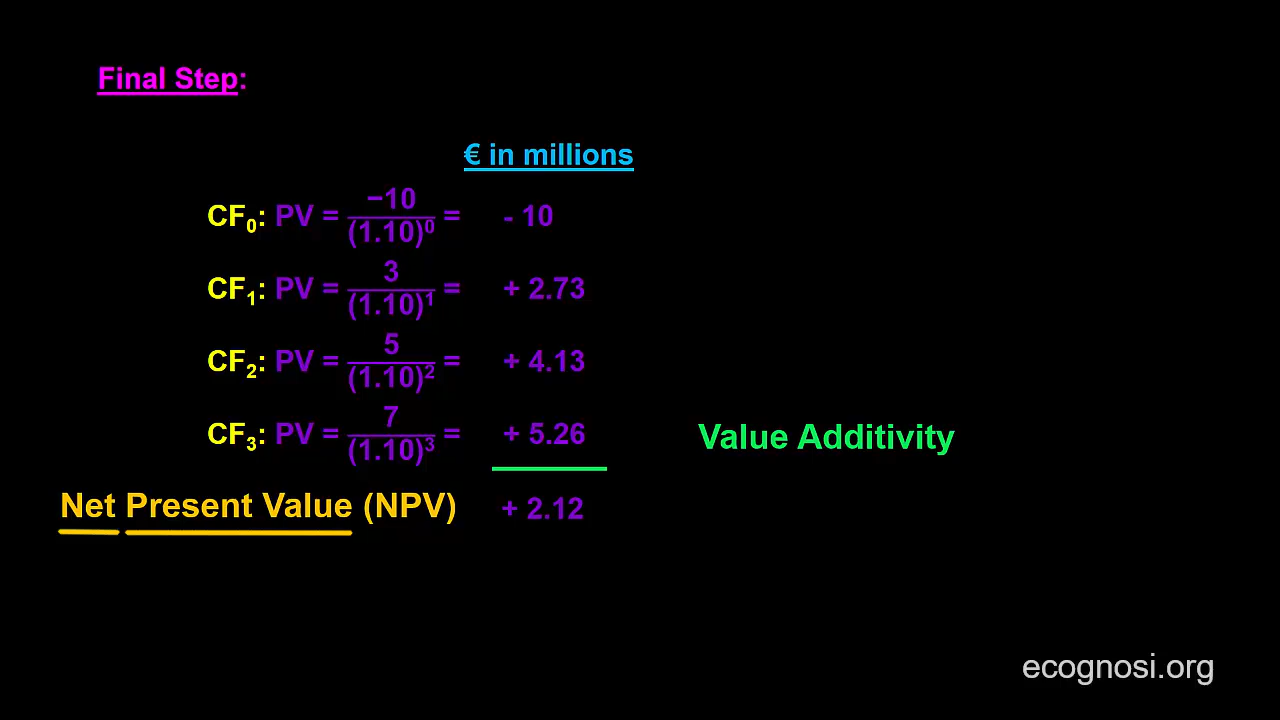 Final Step:
€ in millions
CF₀: PV = −10/(1.10)⁰ = - 10
CF₁: PV = 3/(1.10)¹ = + 2.73
CF₂: PV = 5/(1.10)² = + 4.13
CF₃: PV = 7/(1.10)³ = + 5.26 Value Additivity
Net Present Value (NPV) + 2.12
ecognosi.org